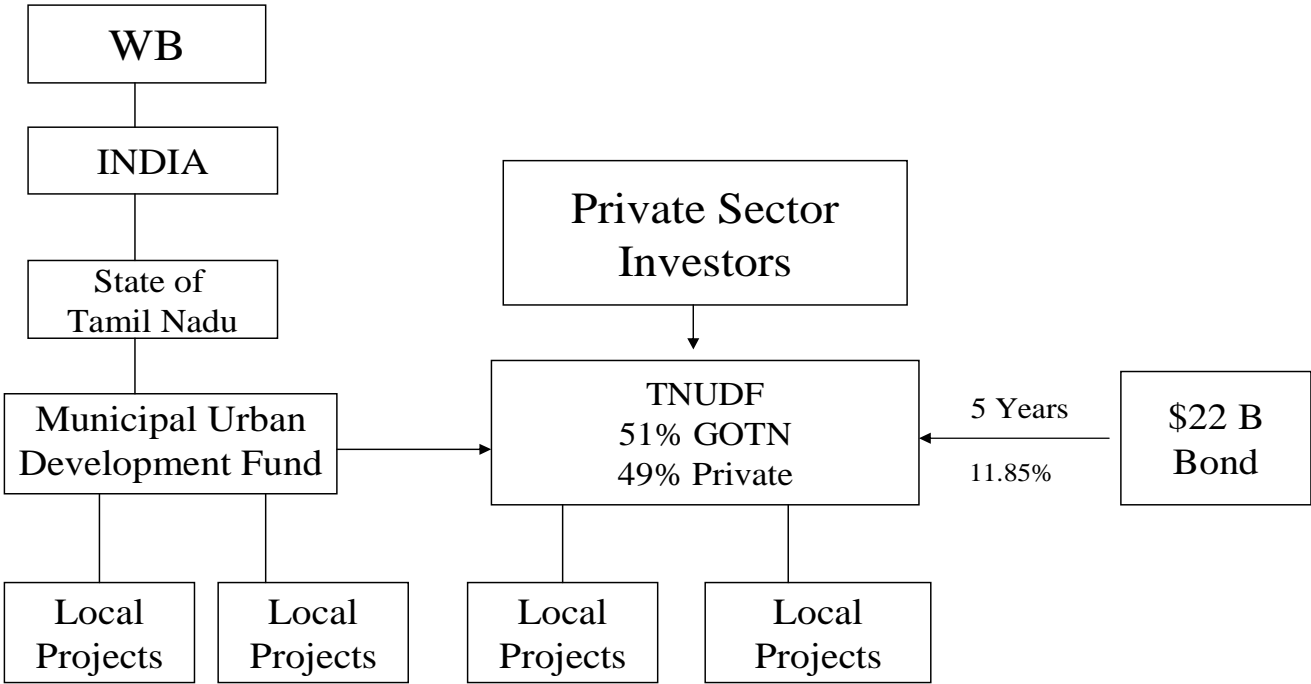 WB
INDIA
State of
Tamil Nadu
Municipal Urban
Development Fund
Private Sector
Investors
TNUDF
51% GOTN
49% Private
5 Years
11.85%
$22 B
Bond
Local
Projects
Local
Projects
Local
Projects
Local
Projects